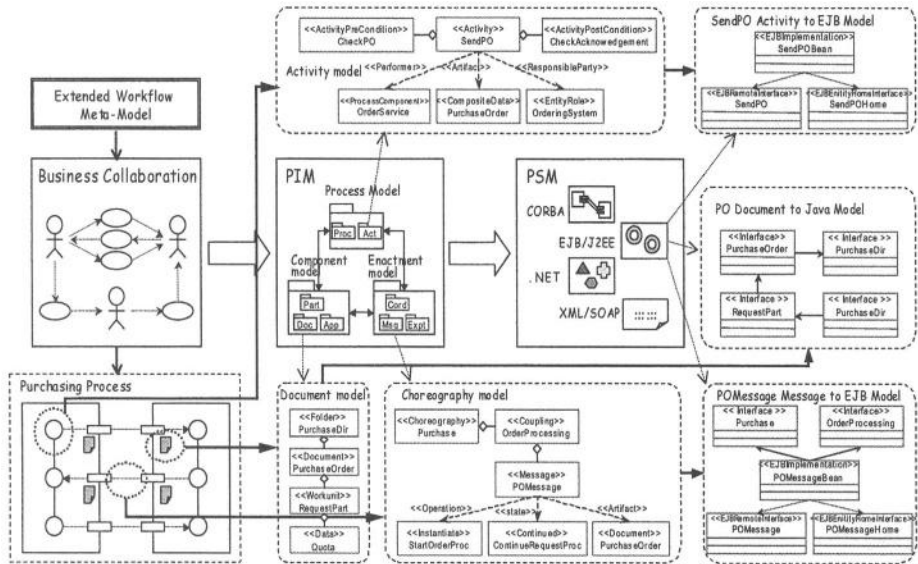 Extended Workflow
Meta-Model
Business Collaboration
<<ActivityPreCondition>>
CheckPO
<<Activity>>
SendPO
<<ActivityPostCondition>>
CheckAcknowledgement
Activity model
<<Performer>>
<<Artifact>>
<<ResponsibleParty>>
<<ProcessComponent>>
OrderService
<<CompositeData>>
PurchaseOrder
<<EntityRole>>
OrderingSystem
SendPO Activity to EJB Model
<<EJBImplementation>>
SendPOBean
<<EJBRemoteInterface>>
SendPO
<<EJBEnitilyRomeInterface>>
SendPOHome
PIM
Process Model
Proc
Act
Component
model
Enactment
model
Part
Doc
App
Cord
Msg
Expt
PSM
CORBA
EJB/J2EE
.NET
XML/SOAP
PO Document to Java Model
<< Interface>>
PurchaseOrder
<< Interface>>
PurchaseDir
<< Interface >>
RequestPart
<< Interface>>
PurchaseDir
Purchasing Process
Document model
<<Folder>>
PurchaseDir
<<Document>>
PurchaseOrder
<<Workunit>>
RequestPart
<<Data>>
Quota
Choreography model
<<Choreography>>
Purchase
<<Coupling>>
OrderProcessing
<<Message>>
POMessage
<<Operation>>
<<state>>
<<Artifact>>
<<Instantiate>>
StartOrderProc
<<Continued>>
ContinueRequestProc
<<Document>>
PurchaseOrder
POMessage Message to EJB Model
<< Interface >>
Purchase
<<Interface>>
OrderProcessing
<<EJBImplementation>>
POMessageBean
<<EJBRemoteInterface>>
POMessage
<<EJBEnitilyRomeInterface>>
POMessageHome